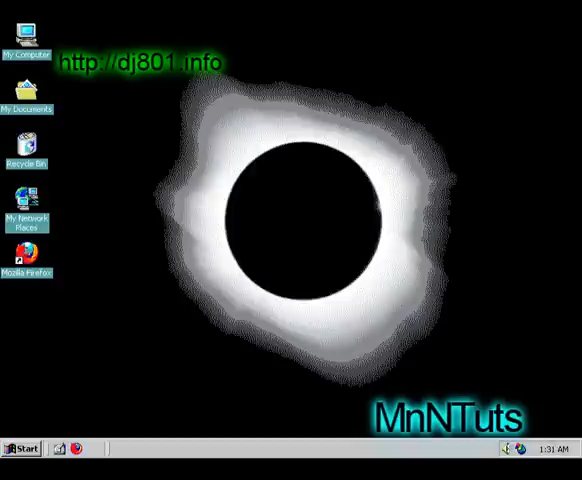 My Computer
http://dj801.info
My Documents
Recycle Bin
My Network
Places
Mozilla Firefox
MnNTuts
Start
1:31 AM